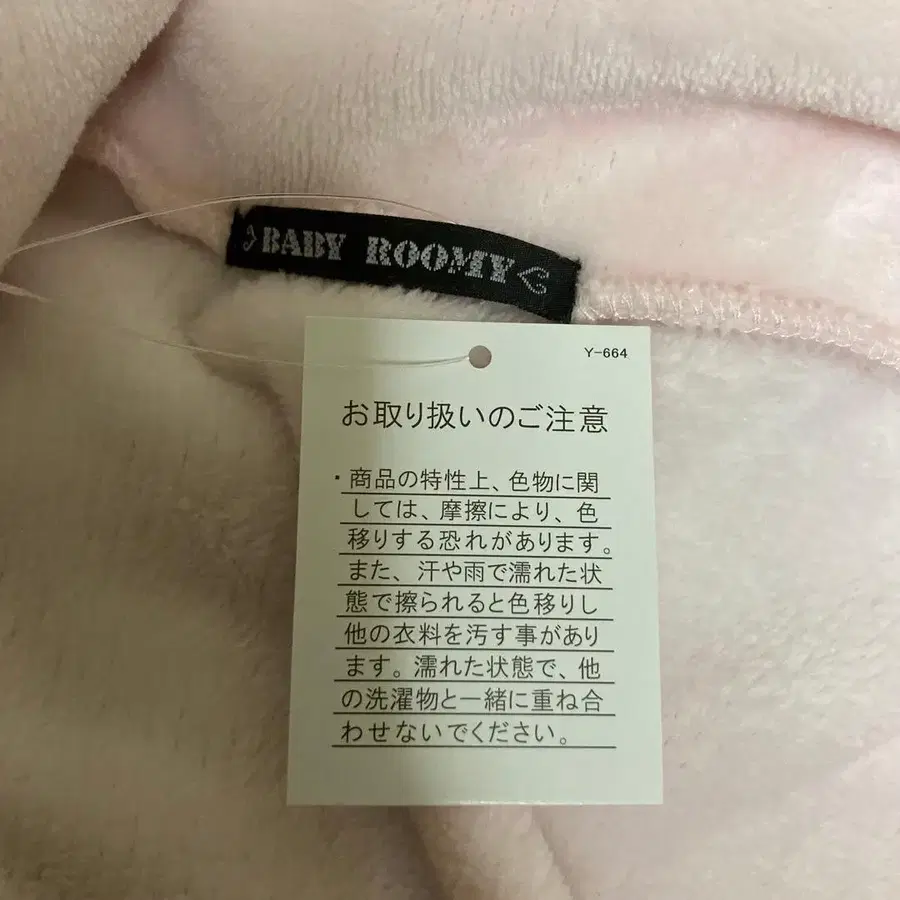 BABY ROOMY
Y-664
お取り扱いのご注意
・商品の特性上、色物に関
しては、摩擦により、色
移りする恐れがあります。
また、汗や雨で濡れた状
態で擦られると色移りし
他の衣料を汚す事があり
ます。濡れた状態で、他
の洗濯物と一緒に重ね合
わせないでください。